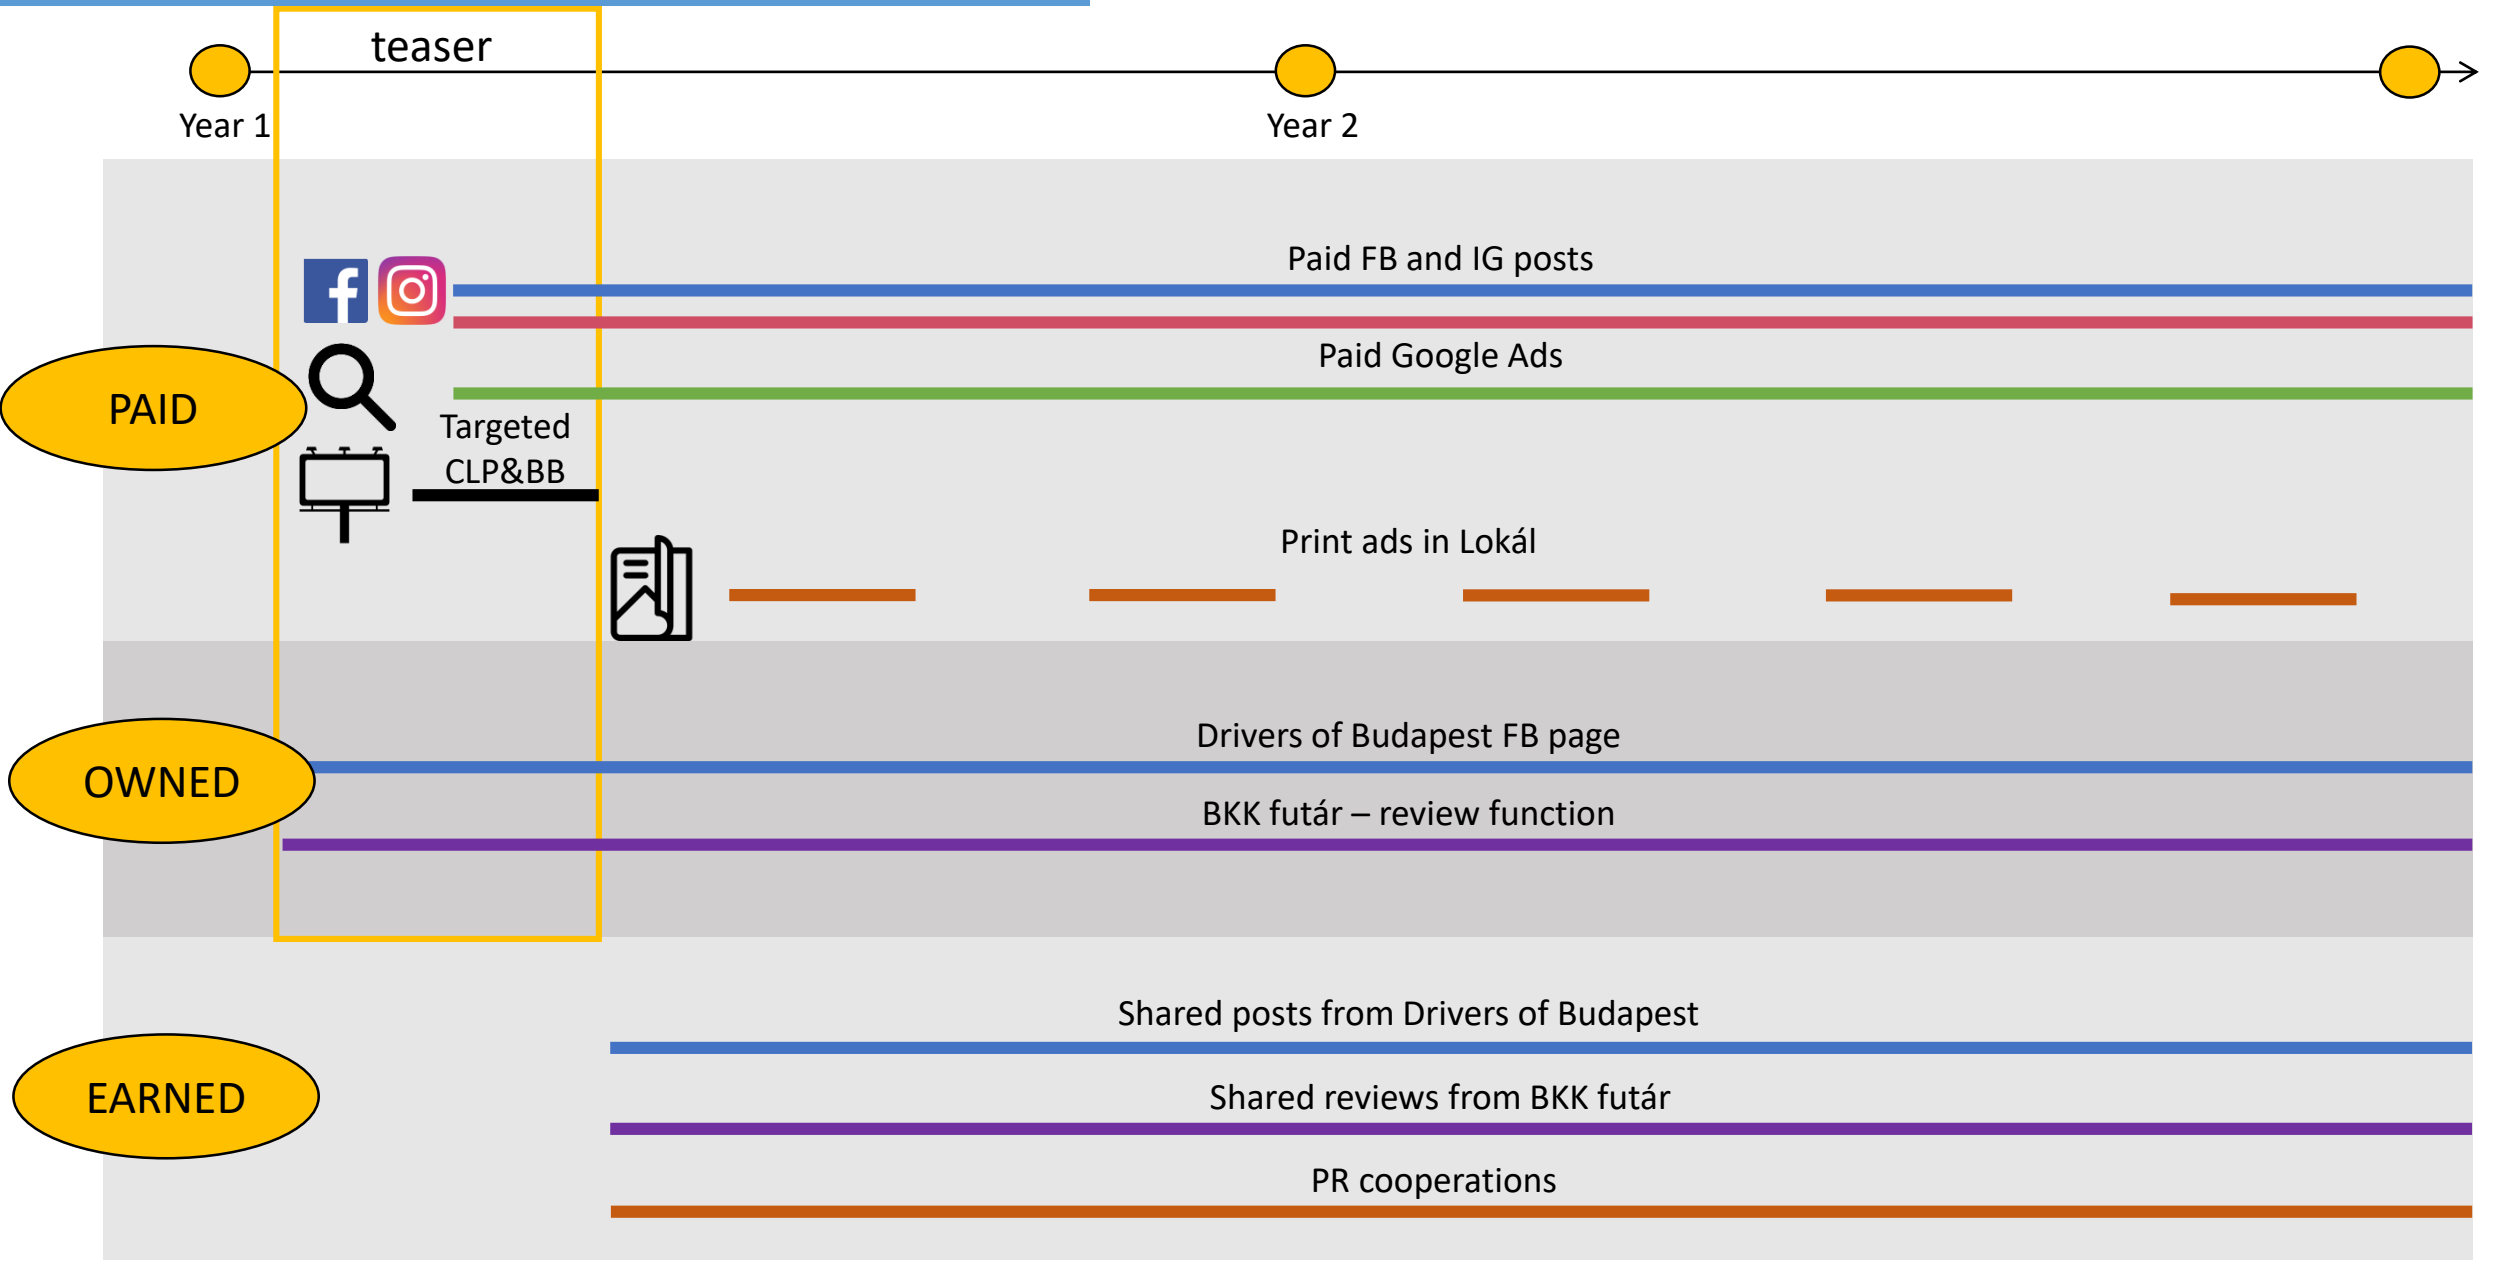 teaser
Year 1
Year 2
Paid FB and IG posts
Paid Google Ads
PAID
Targeted
CLP&BB
Print ads in Lokál
Drivers of Budapest FB page
OWNED
BKK futár – review function
Shared posts from Drivers of Budapest
EARNED
Shared reviews from BKK futár
PR cooperations